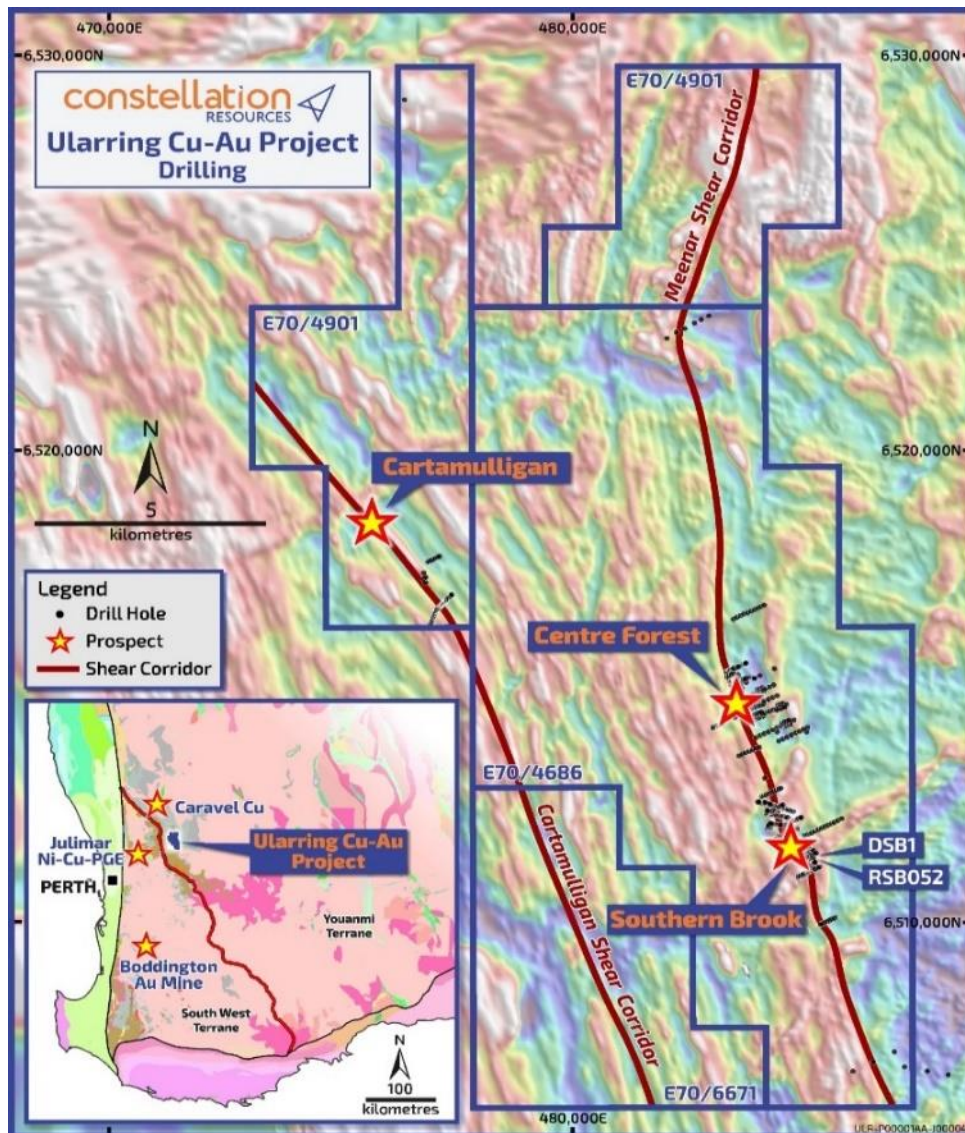 470,000E
480,000E
6,530,000N
6,530,000N
constellation
RESOURCES
Ularring Cu-Au Project
Drilling
E70/4901
Meenar Shear Corridor
E70/4901
6,520,000N
6,520,000N
N
5
kilometres
Cartamulligan
Legend
Drill Hole
Prospect
Shear Corridor
Centre Forest
E70/4686
Cartamulligan Shear Corridor
DSB1
RSB052
Southern Brook
6,510,000N
Caravel Cu
Julimar
Ni-Cu-PGE
Ularring Cu-Au
Project
PERTH
Youanmi
Terrane
Boddington
Au Mine
South West
Terrane
N
100
kilometres
E70/6671
480,000E